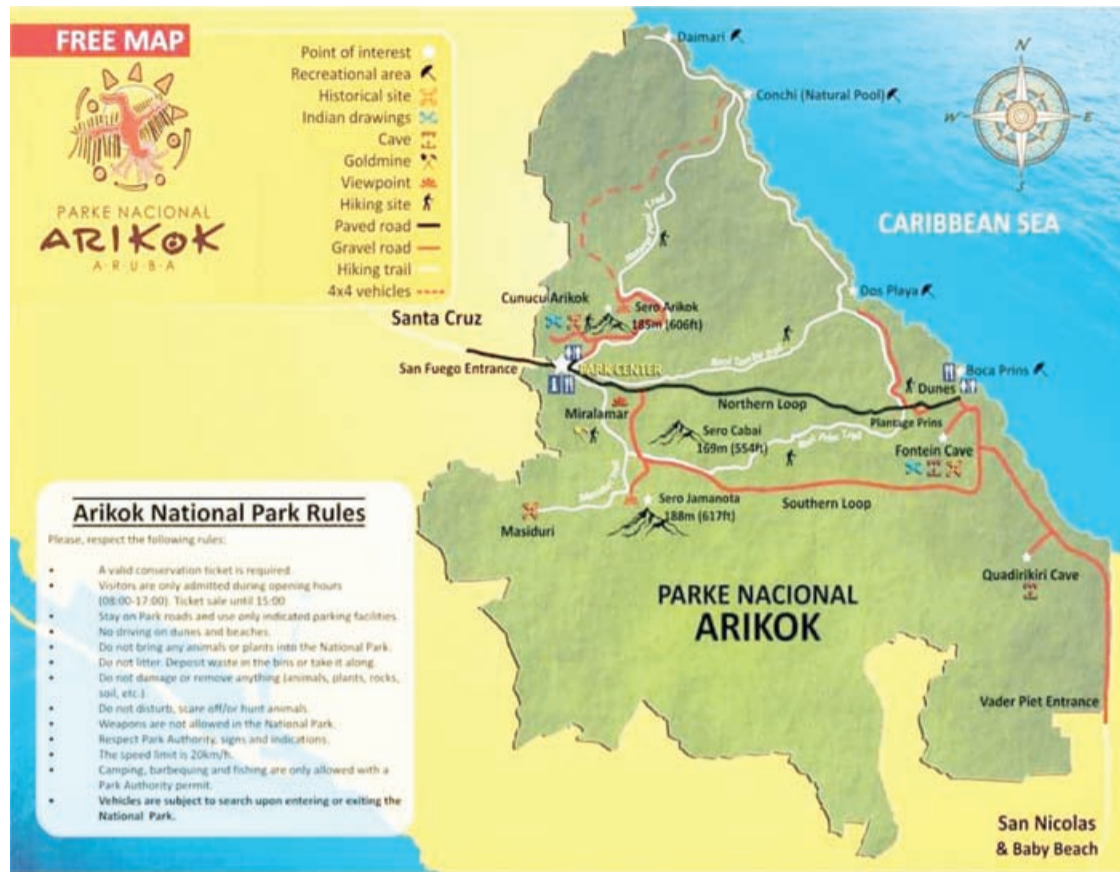 FREE MAP
PARKE NACIONAL
ARIKOK
A·R·U·B·A
Point of interest
Recreational area
Historical site
Indian drawings
Cave
Goldmine
Viewpoint
Hiking site
Paved road
Gravel road
Hiking trail
4x4 vehicles
N
W
E
S
CARIBBEAN SEA
Daimari
Conchi (Natural Pool)
Natural Pool Trail
Dos Playa
Cunucu Arikok
Sero Arikok
185m (606ft)
Santa Cruz
San Fuego Entrance
PARK CENTER
Trail
Boca Prins
Dunes
Miralamar
Northern Loop
Plantage Prins
Sero Cabai
169m (554ft)
Prins Trail
Fontein Cave
Trail
Sero Jamanota
188m (617ft)
Southern Loop
Masiduri
Quadirikiri Cave
PARKE NACIONAL
ARIKOK
Vader Piet Entrance
San Nicolas
& Baby Beach
Arikok National Park Rules
Please, respect the following rules:
• A valid conservation ticket is required
• Visitors are only admitted during opening hours
(08:00-17:00). Ticket sale until 15:00
• Stay on Park roads and use only indicated parking facilities
• No driving on dunes and beaches.
• Do not bring any animals or plants into the National Park.
• Do not litter. Deposit waste in the bins or take it along.
• Do not damage or remove anything (animals, plants, rocks,
soil, etc.)
• Do not disturb, scare off/or hunt animals.
• Weapons are not allowed in the National Park.
• Respect Park Authority, signs and indications.
• The speed limit is 20km/h.
• Camping, barbequing and fishing are only allowed with a
Park Authority permit.
• Vehicles are subject to search upon entering or exiting the
National Park.